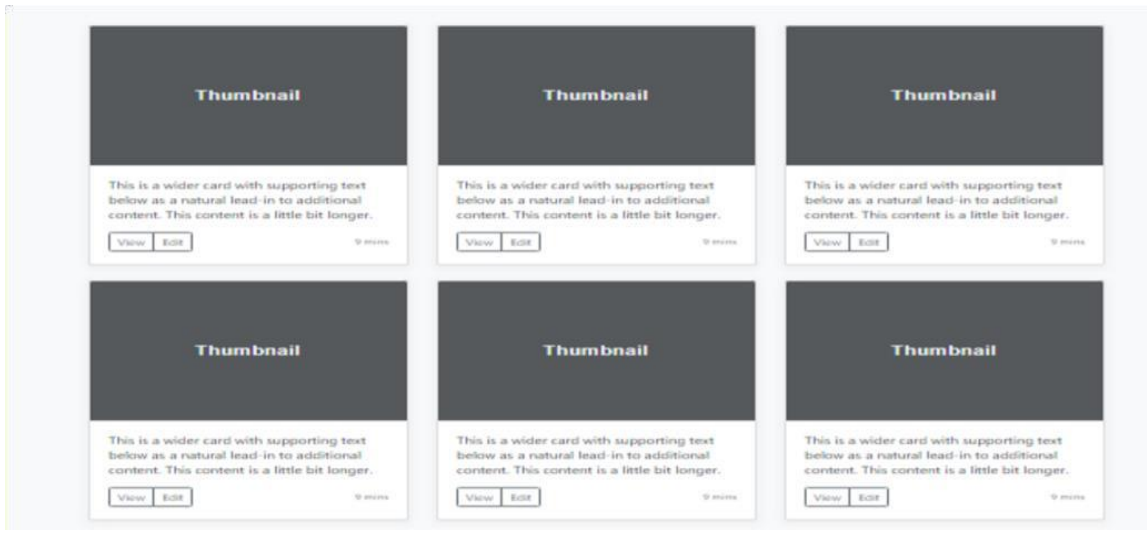 Thumbnail
Thumbnail
Thumbnail
This is a wider card with supporting text
below as a natural lead-in to additional
content. This content is a little bit longer.
View Edit 9 mins
This is a wider card with supporting text
below as a natural lead-in to additional
content. This content is a little bit longer.
View Edit 9 mins
This is a wider card with supporting text
below as a natural lead-in to additional
content. This content is a little bit longer.
View Edit 9 mins
Thumbnail
Thumbnail
Thumbnail
This is a wider card with supporting text
below as a natural lead-in to additional
content. This content is a little bit longer.
View Edit 9 mins
This is a wider card with supporting text
below as a natural lead-in to additional
content. This content is a little bit longer.
View Edit 9 mins
This is a wider card with supporting text
below as a natural lead-in to additional
content. This content is a little bit longer.
View Edit 9 mins